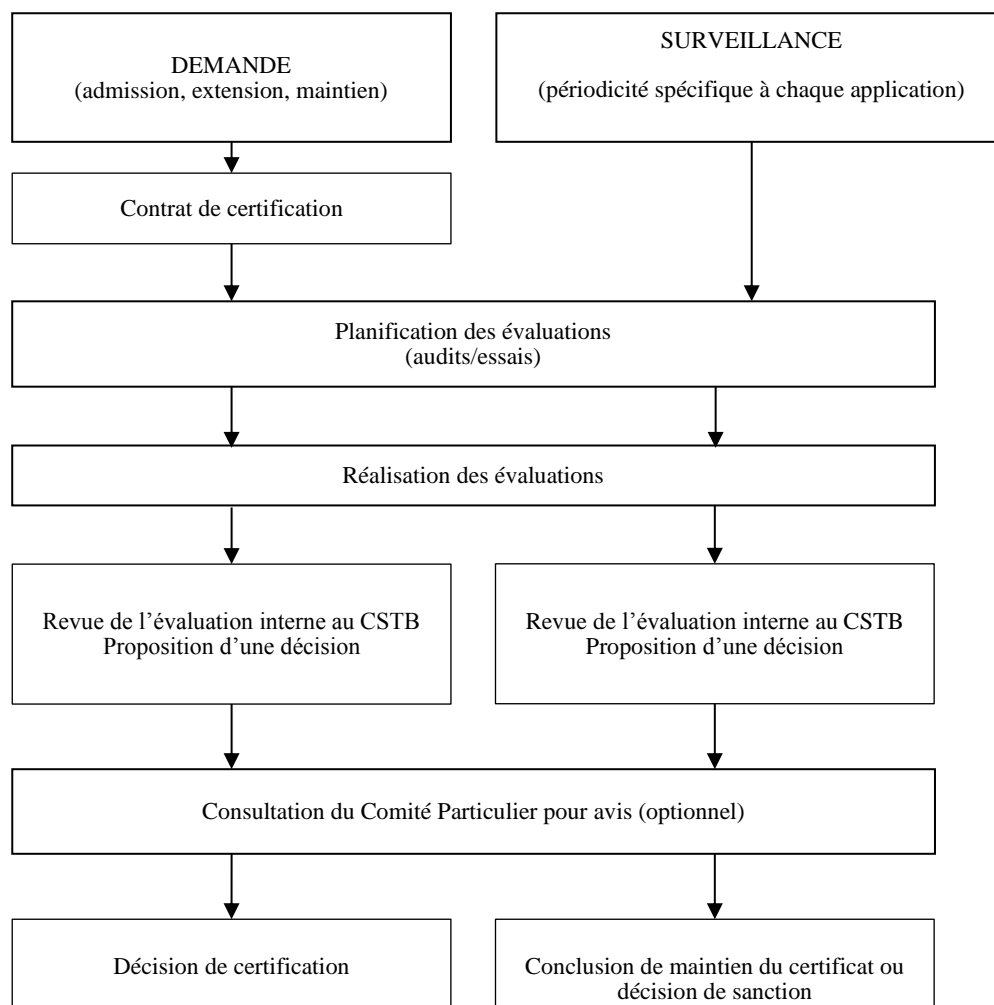 DEMANDE
(admission, extension, maintien)
SURVEILLANCE
(périodicité spécifique à chaque application)
Contrat de certification
Planification des évaluations
(audits/essais)
Réalisation des évaluations
Revue de l’évaluation interne au CSTB
Proposition d’une décision
Revue de l’évaluation interne au CSTB
Proposition d’une décision
Consultation du Comité Particulier pour avis (optionnel)
Décision de certification
Conclusion de maintien du certificat ou
décision de sanction